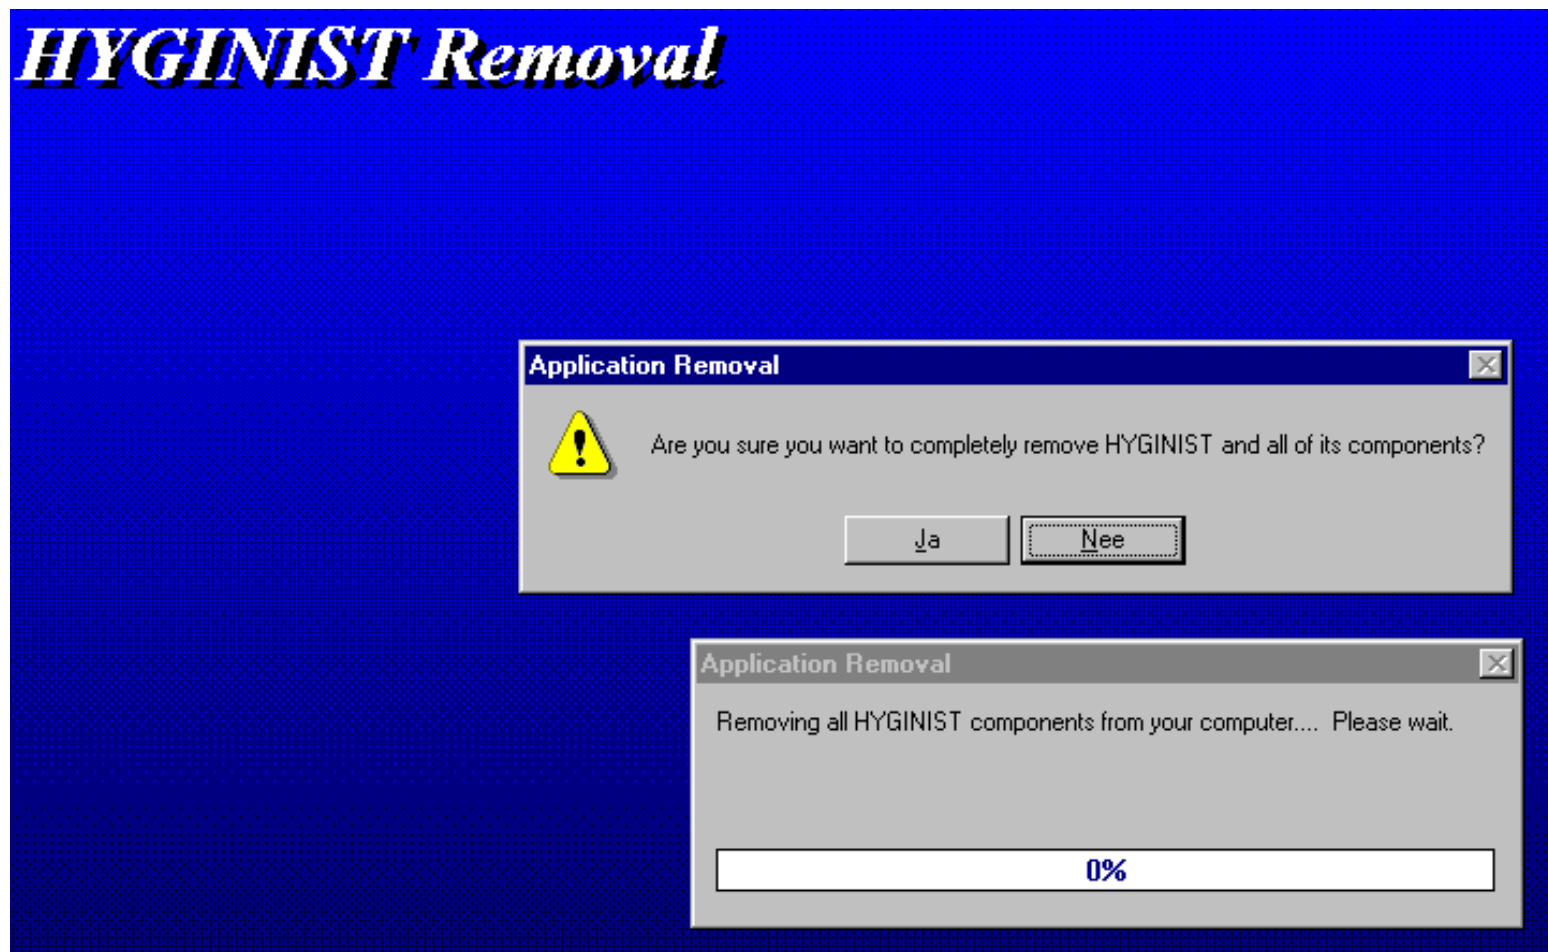 HYGINIST Removal
Application Removal
Are you sure you want to completely remove HYGINIST and all of its components?
Ja
Nee
Application Removal
Removing all HYGINIST components from your computer.... Please wait.
0%